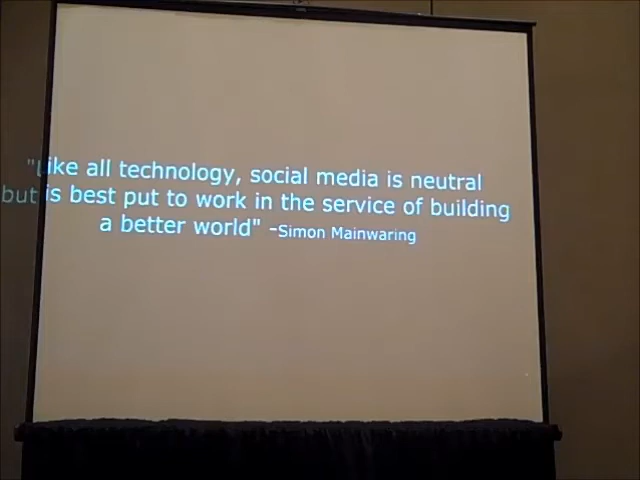 "Like all technology, social media is neutral
but is best put to work in the service of building
a better world" -Simon Mainwaring